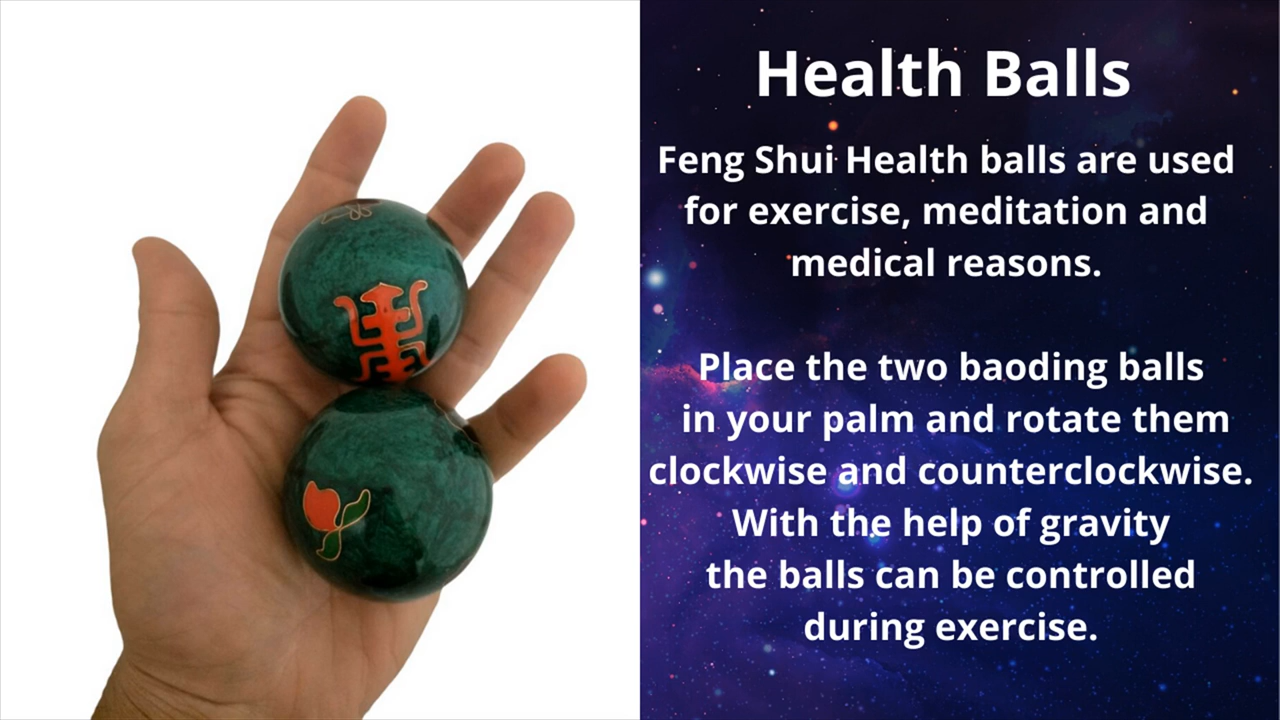 Health Balls
Feng Shui Health balls are used
for exercise, meditation and
medical reasons.
Place the two baoding balls
in your palm and rotate them
clockwise and counterclockwise.
With the help of gravity
the balls can be controlled
during exercise.